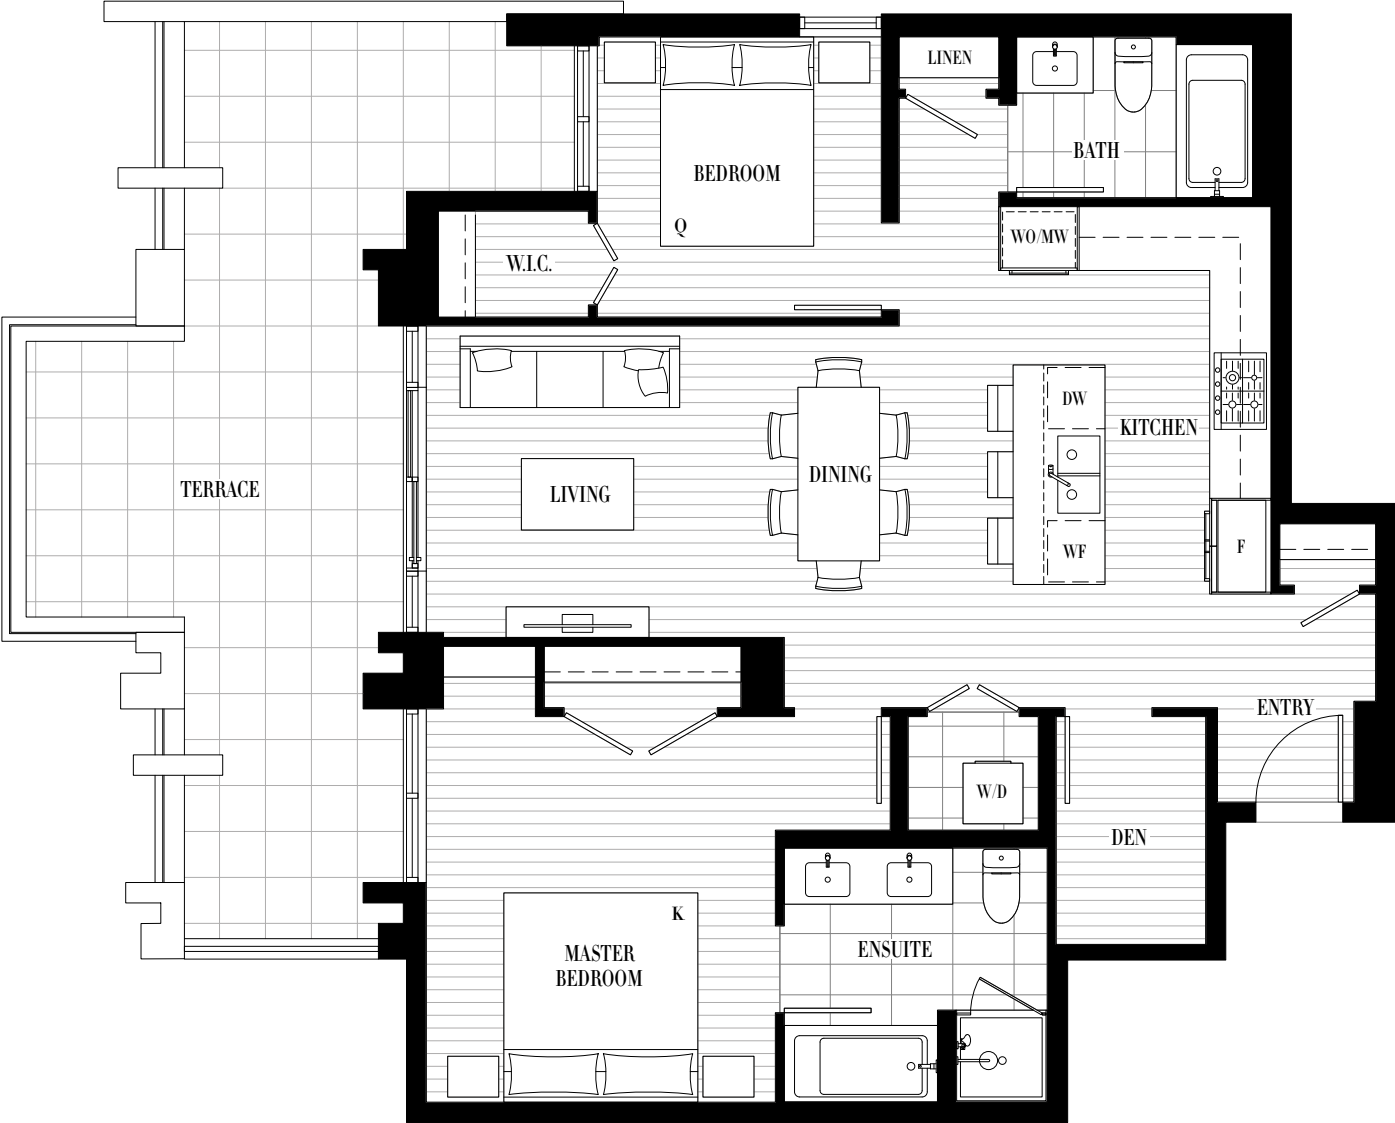 LINEN
BATH
BEDROOM
Q
WO/MW
W.I.C.
DW
KITCHEN
DINING
TERRACE
LIVING
WF
F
ENTRY
W/D
DEN
K
MASTER
BEDROOM
ENSUITE